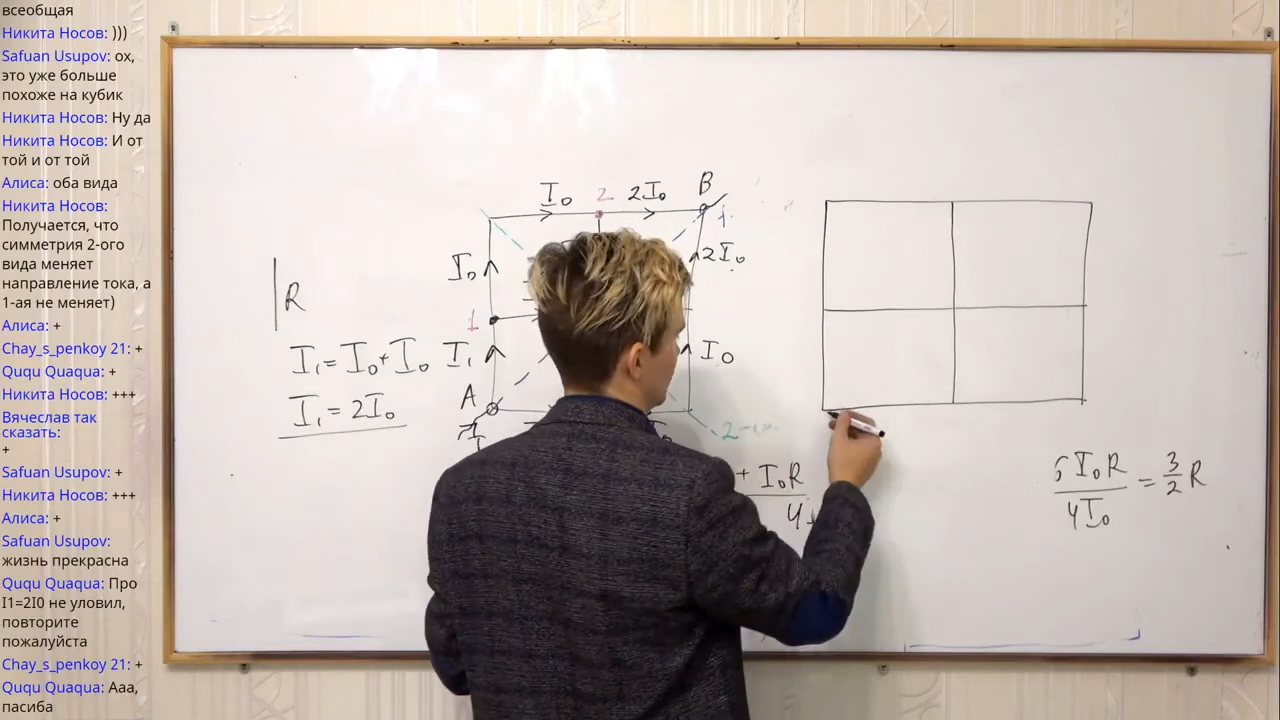 всеобщая
Никита Носов: )))
Safuan Usupov: ох,
это уже больше
похоже на кубик
Никита Носов: Ну да
Никита Носов: И от
той и от той
Алиса: оба вида
Никита Носов:
Получается, что
симметрия 2-ого
вида меняет
направление тока, а
1-ая не меняет)
Алиса: +
Chay_s_penkoy 21: +
Ququ Quaqua: +
Никита Носов: +++
Вячеслав так
сказать:
+
Safuan Usupov: +
Никита Носов: +++
Алиса: +
Safuan Usupov:
жизнь прекрасна
Ququ Quaqua: Про
I1=2I0 не уловил,
повторите
пожалуйста
Chay_s_penkoy 21: +
Ququ Quaqua: Ааа,
пасиба
R
I₁ = I₀ + I₀
I₁ = 2I₀
I₀ 2 2I₀ B
I₀ 2I₀
1
I₁ I₀
A
I
2-
+ I₀R
4
6I₀R / 4I₀ = 3/2 R